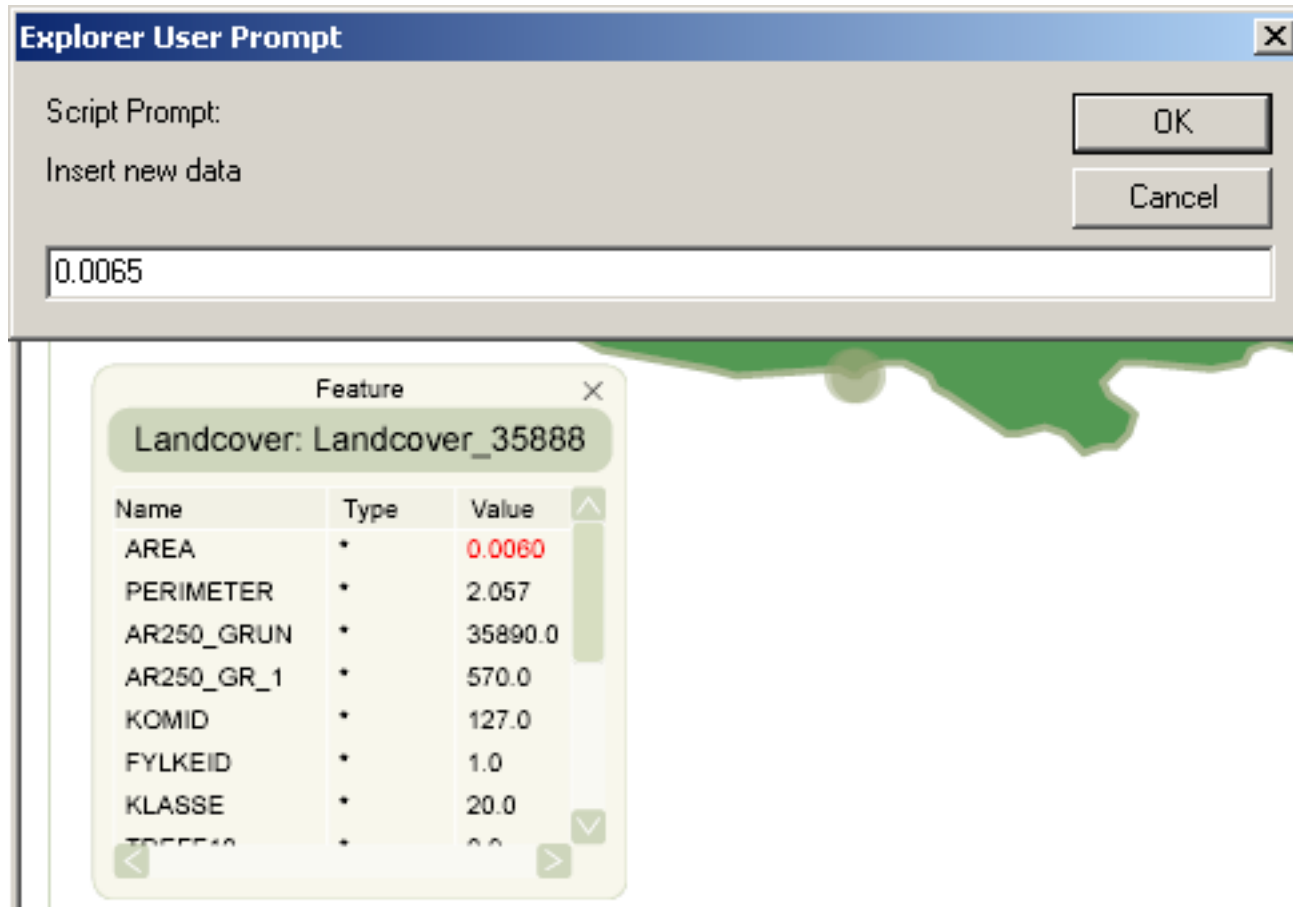 Explorer User Prompt
Script Prompt:
OK
Insert new data
Cancel
0.0065
Feature
Landcover: Landcover_35888
Name Type Value
AREA * 0.0060
PERIMETER * 2.057
AR250_GRUN * 35890.0
AR250_GR_1 * 570.0
KOMID * 127.0
FYLKEID * 1.0
KLASSE * 20.0